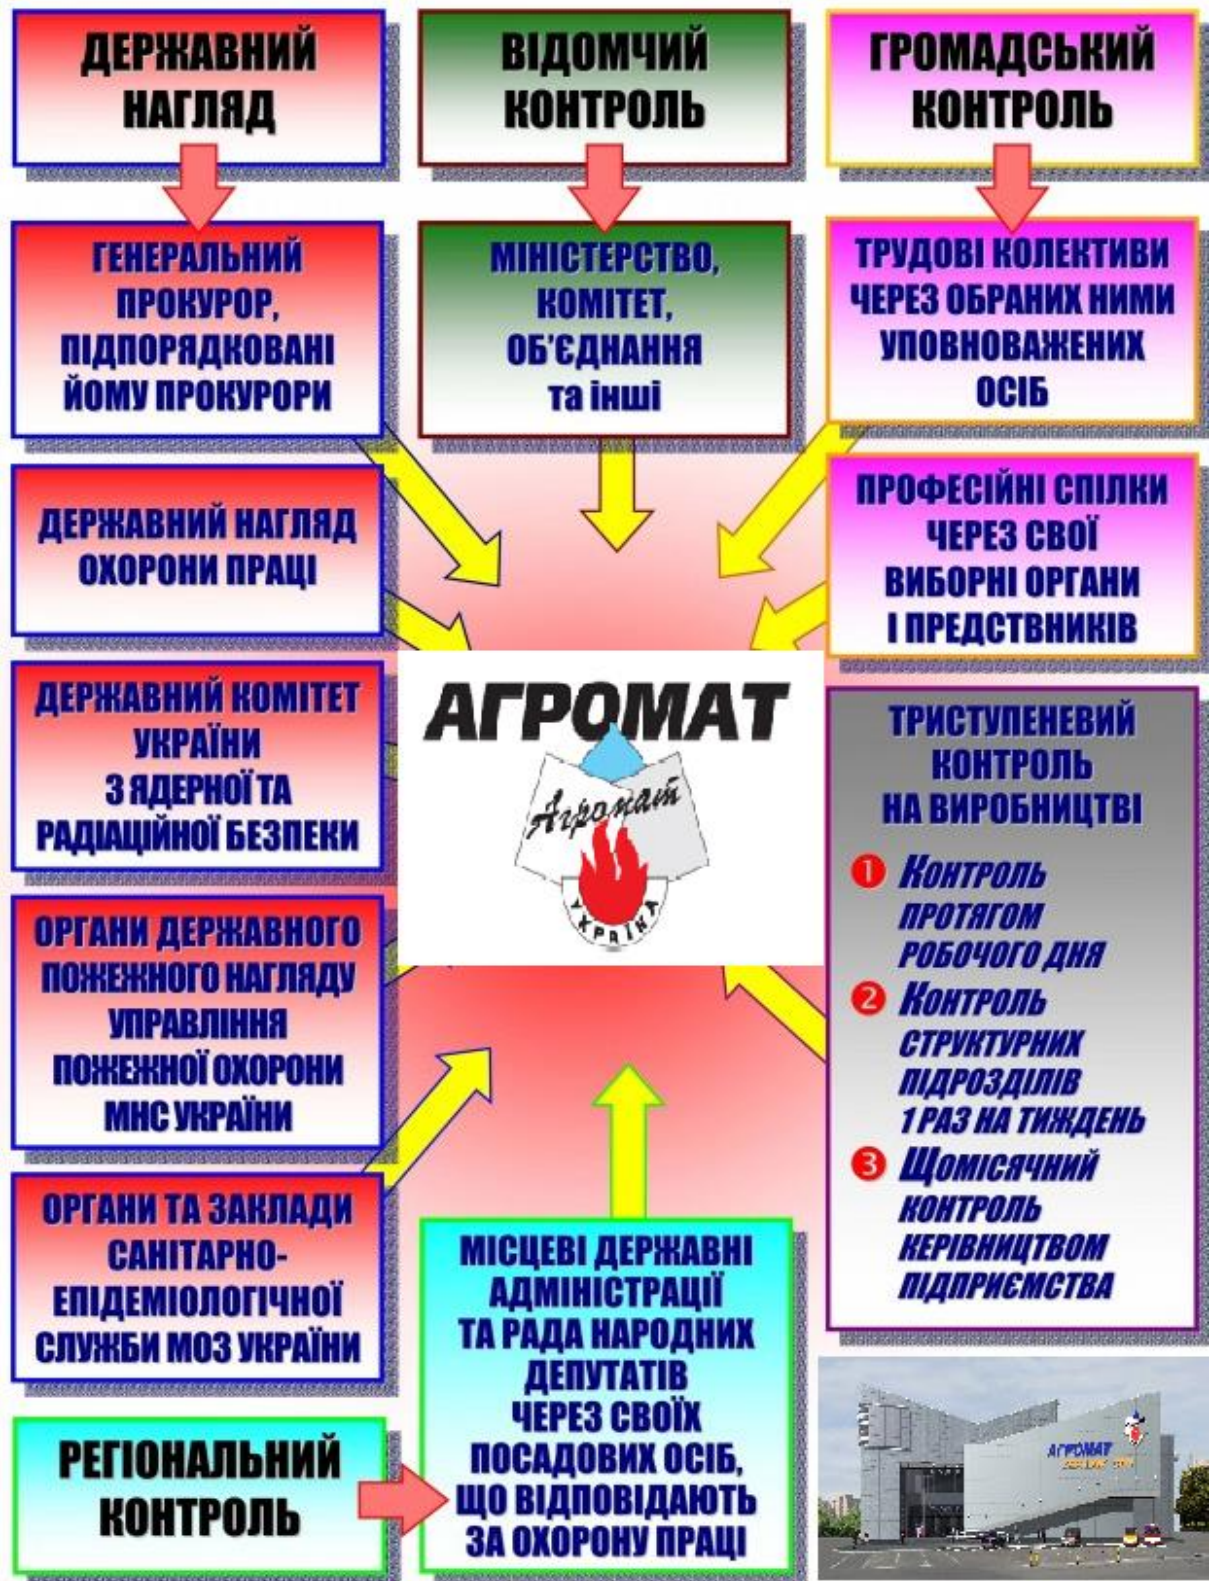 ДЕРЖАВНИЙ
НАГЛЯД
ВІДОМЧИЙ
КОНТРОЛЬ
ГРОМАДСЬКИЙ
КОНТРОЛЬ
ГЕНЕРАЛЬНИЙ
ПРОКУРОР,
ПІДПОРЯДКОВАНІ
ЙОМУ ПРОКУРОРИ
МІНІСТЕРСТВО,
КОМІТЕТ,
ОБ'ЄДНАННЯ
та інші
ТРУДОВІ КОЛЕКТИВИ
ЧЕРЕЗ ОБРАНИХ НИМИ
УПОВНОВАЖЕНИХ
ОСІБ
ДЕРЖАВНИЙ НАГЛЯД
ОХОРОНИ ПРАЦІ
ПРОФЕСІЙНІ СПІЛКИ
ЧЕРЕЗ СВОЇ
ВИБОРНІ ОРГАНИ
І ПРЕДСТВНИКІВ
ДЕРЖАВНИЙ КОМІТЕТ
УКРАЇНИ
З ЯДЕРНОЇ ТА
РАДІАЦІЙНОЇ БЕЗПЕКИ
АГРОМАТ
Агромат
УКРАЇНА
ТРИСТУПЕНЕВИЙ
КОНТРОЛЬ
НА ВИРОБНИЦТВІ
1 Контроль
ПРОТЯГОМ
РОБОЧОГО ДНЯ
2 Контроль
СТРУКТУРНИХ
ПІДРОЗДІЛІВ
1 РАЗ НА ТИЖДЕНЬ
3 Щомісячний
КОНТРОЛЬ
КЕРІВНИЦТВОМ
ПІДПРИЄМСТВА
ОРГАНИ ДЕРЖАВНОГО
ПОЖЕЖНОГО НАГЛЯДУ
УПРАВЛІННЯ
ПОЖЕЖНОЇ ОХОРОНИ
МНС УКРАЇНИ
ОРГАНИ ТА ЗАКЛАДИ
САНІТАРНО-
ЕПІДЕМІОЛОГІЧНОЇ
СЛУЖБИ МОЗ УКРАЇНИ
РЕГІОНАЛЬНИЙ
КОНТРОЛЬ
МІСЦЕВІ ДЕРЖАВНІ
АДМІНІСТРАЦІЇ
ТА РАДА НАРОДНИХ
ДЕПУТАТІВ
ЧЕРЕЗ СВОЇХ
ПОСАДОВИХ ОСІБ,
ЩО ВІДПОВІДАЮТЬ
ЗА ОХОРОНУ ПРАЦІ
АГРОМАТ